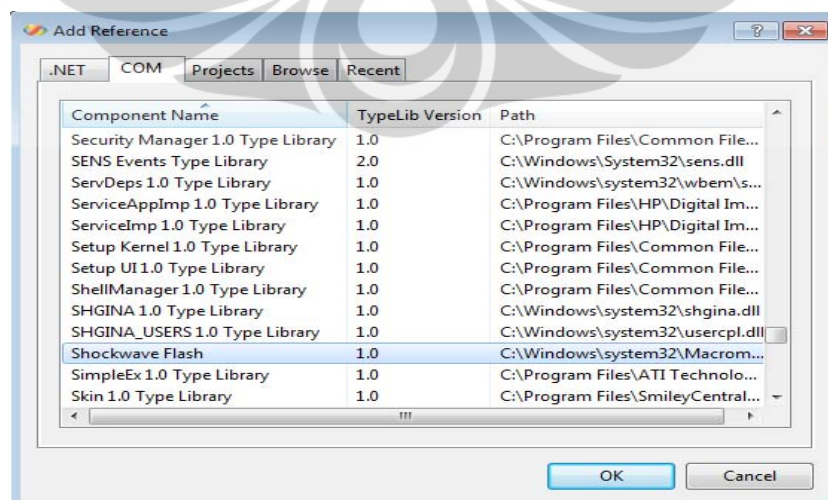 Add Reference
.NET COM Projects Browse Recent
Component Name TypeLib Version Path
Security Manager 1.0 Type Library 1.0 C:\Program Files\Common File...
SENS Events Type Library 2.0 C:\Windows\System32\sens.dll
ServDeps 1.0 Type Library 1.0 C:\Windows\system32\wbem\s...
ServiceAppImp 1.0 Type Library 1.0 C:\Program Files\HP\Digital Im...
ServiceImp 1.0 Type Library 1.0 C:\Program Files\HP\Digital Im...
Setup Kernel 1.0 Type Library 1.0 C:\Program Files\Common File...
Setup UI 1.0 Type Library 1.0 C:\Program Files\Common File...
ShellManager 1.0 Type Library 1.0 C:\Program Files\Common File...
SHGINA 1.0 Type Library 1.0 C:\Windows\system32\shgina.dll
SHGINA_USERS 1.0 Type Library 1.0 C:\Windows\system32\usercpl.dll
Shockwave Flash 1.0 C:\Windows\system32\Macrom...
SimpleEx 1.0 Type Library 1.0 C:\Program Files\ATI Technolo...
Skin 1.0 Type Library 1.0 C:\Program Files\SmileyCentral...
OK Cancel